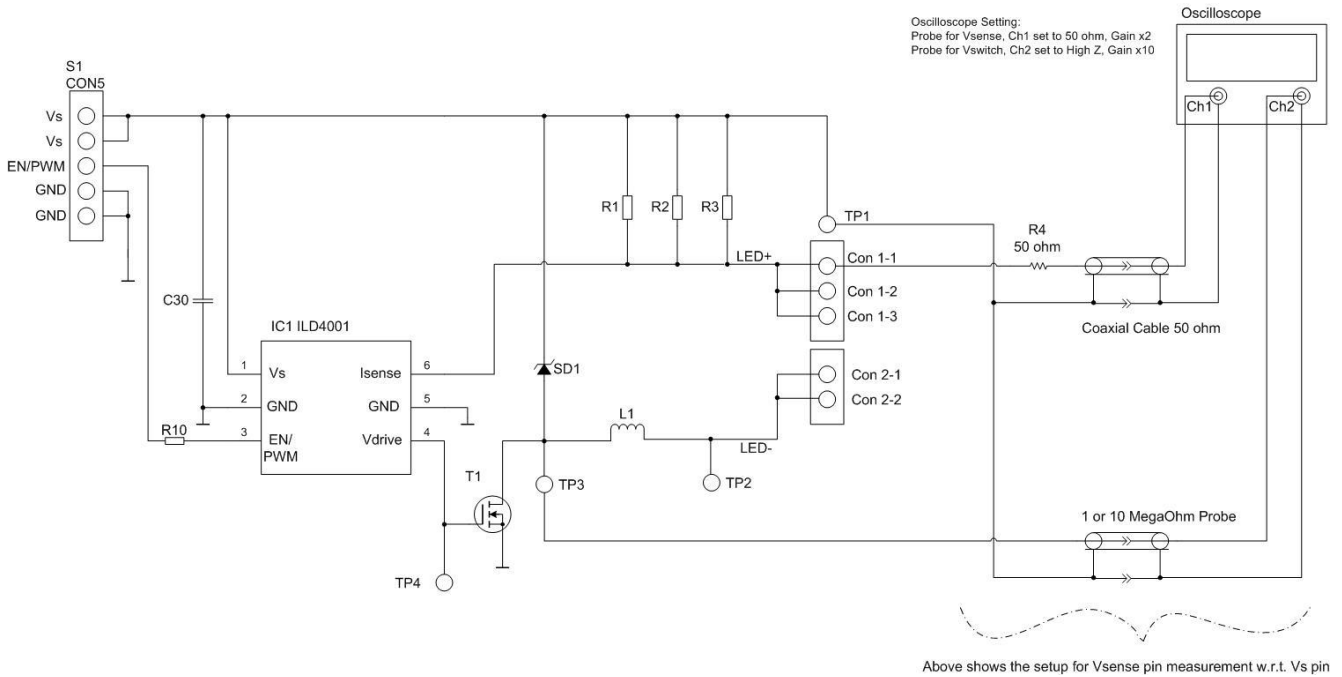 Oscilloscope Setting:
Probe for Vsense, Ch1 set to 50 ohm, Gain x2
Probe for Vswitch, Ch2 set to High Z, Gain x10
Oscilloscope
Ch1
Ch2
S1
CON5
Vs
Vs
EN/PWM
GND
GND
R1
R2
R3
TP1
R4
50 ohm
LED+
Con 1-1
Con 1-2
Con 1-3
Coaxial Cable 50 ohm
C30
IC1 ILD4001
1
Vs
Isense
6
2
GND
GND
5
R10
3
EN/
PWM
Vdrive
4
SD1
Con 2-1
Con 2-2
L1
LED-
T1
TP3
TP2
TP4
1 or 10 MegaOhm Probe
Above shows the setup for Vsense pin measurement w.r.t. Vs pin